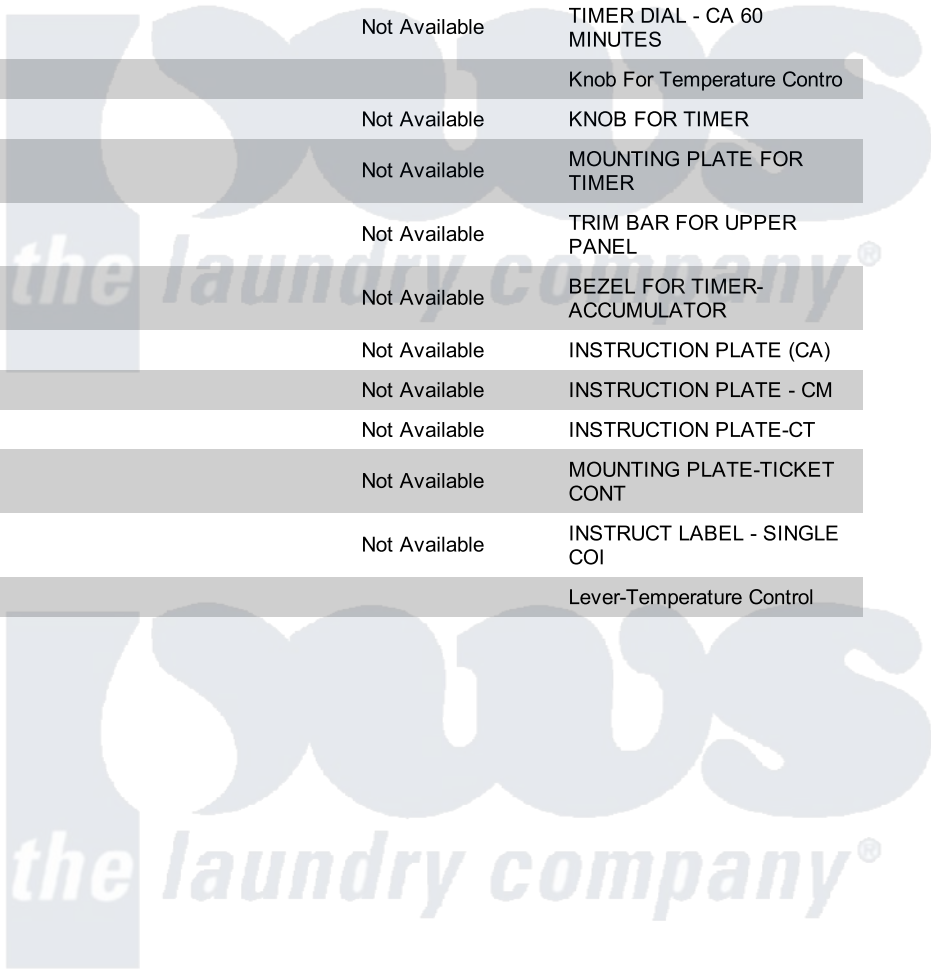 TIMER DIAL - CA 60
Not Available
MINUTES
Knob For Temperature Contro
Not Available KNOB FOR TIMER
MOUNTING PLATE FOR
Not Available
TIMER
TRIM BAR FOR UPPER
Not Available
PANEL
the laundry company®
BEZEL FOR TIMER-
Not Available
ACCUMULATOR
Not Available INSTRUCTION PLATE (CA)
Not Available INSTRUCTION PLATE - CM
Not Available INSTRUCTION PLATE-CT
MOUNTING PLATE-TICKET
Not Available
CONT
INSTRUCT LABEL - SINGLE
Not Available
COI
Lever-Temperature Control
pws
the laundry company®